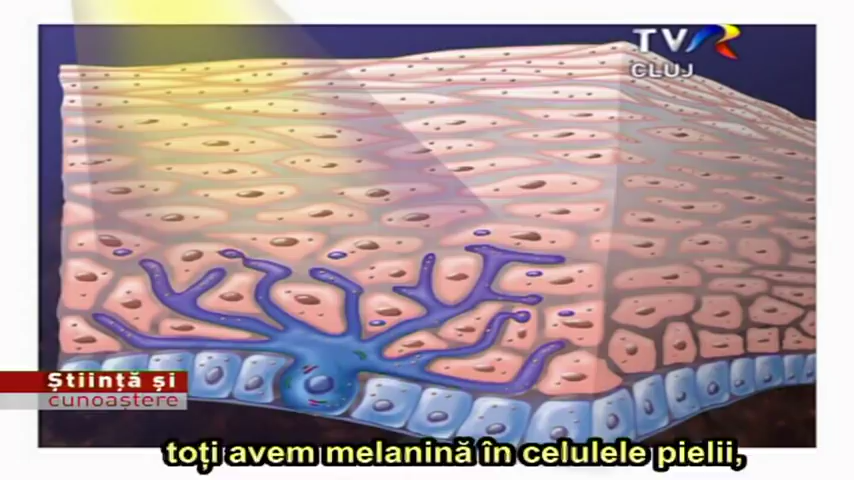 TVR
CLUJ
Știință și
cunoaștere
toți avem melanină în celulele pielii,